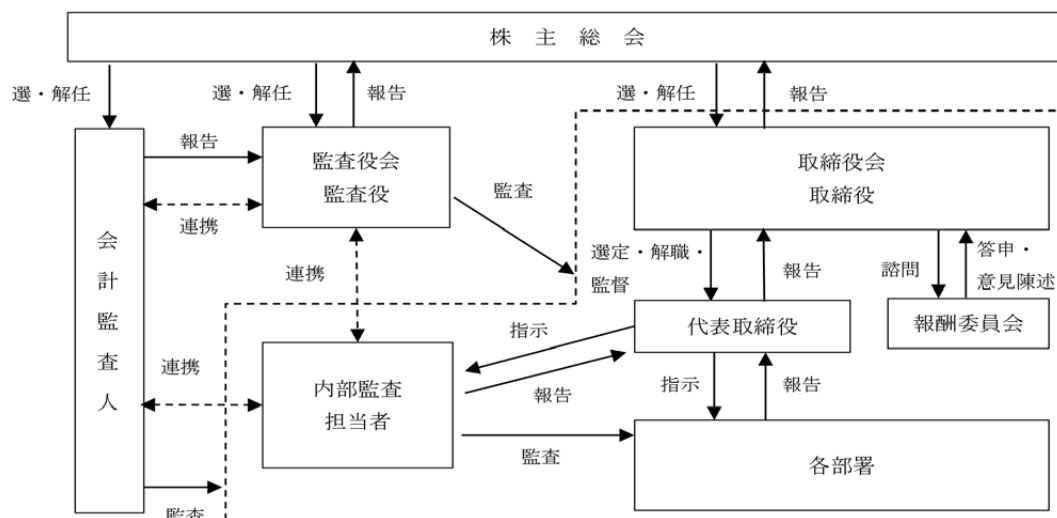 株主総会
選・解任
選・解任
報告
選・解任
報告
報告
監査役会
監査役
連携
監査
取締役会
取締役
会計監査人
連携
選定・解職・
監督
報告
諮問
答申・
意見陳述
指示
代表取締役
報酬委員会
連携
内部監査
担当者
報告
指示
報告
監査
各部署
監査